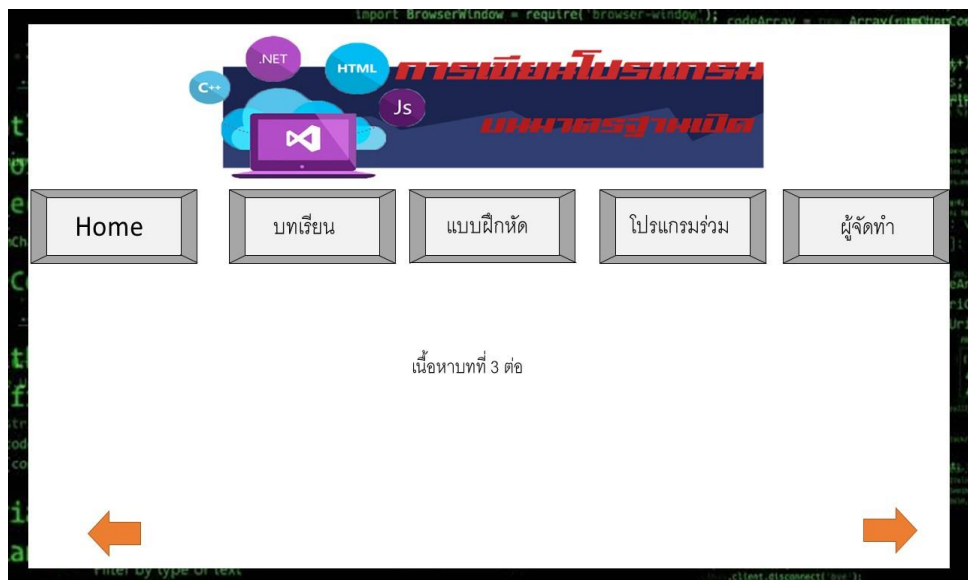 import BrowserWindow = require('browser-window');
.NET
HTML
C++
Js
การเขียนโปรแกรม
บนมาตรฐานเปิด
Home
บทเรียน
แบบฝึกหัด
โปรแกรมร่วม
ผู้จัดทำ
เนื้อหาบทที่ 3 ต่อ
Filter by type or text
.client.disconnect('bye');